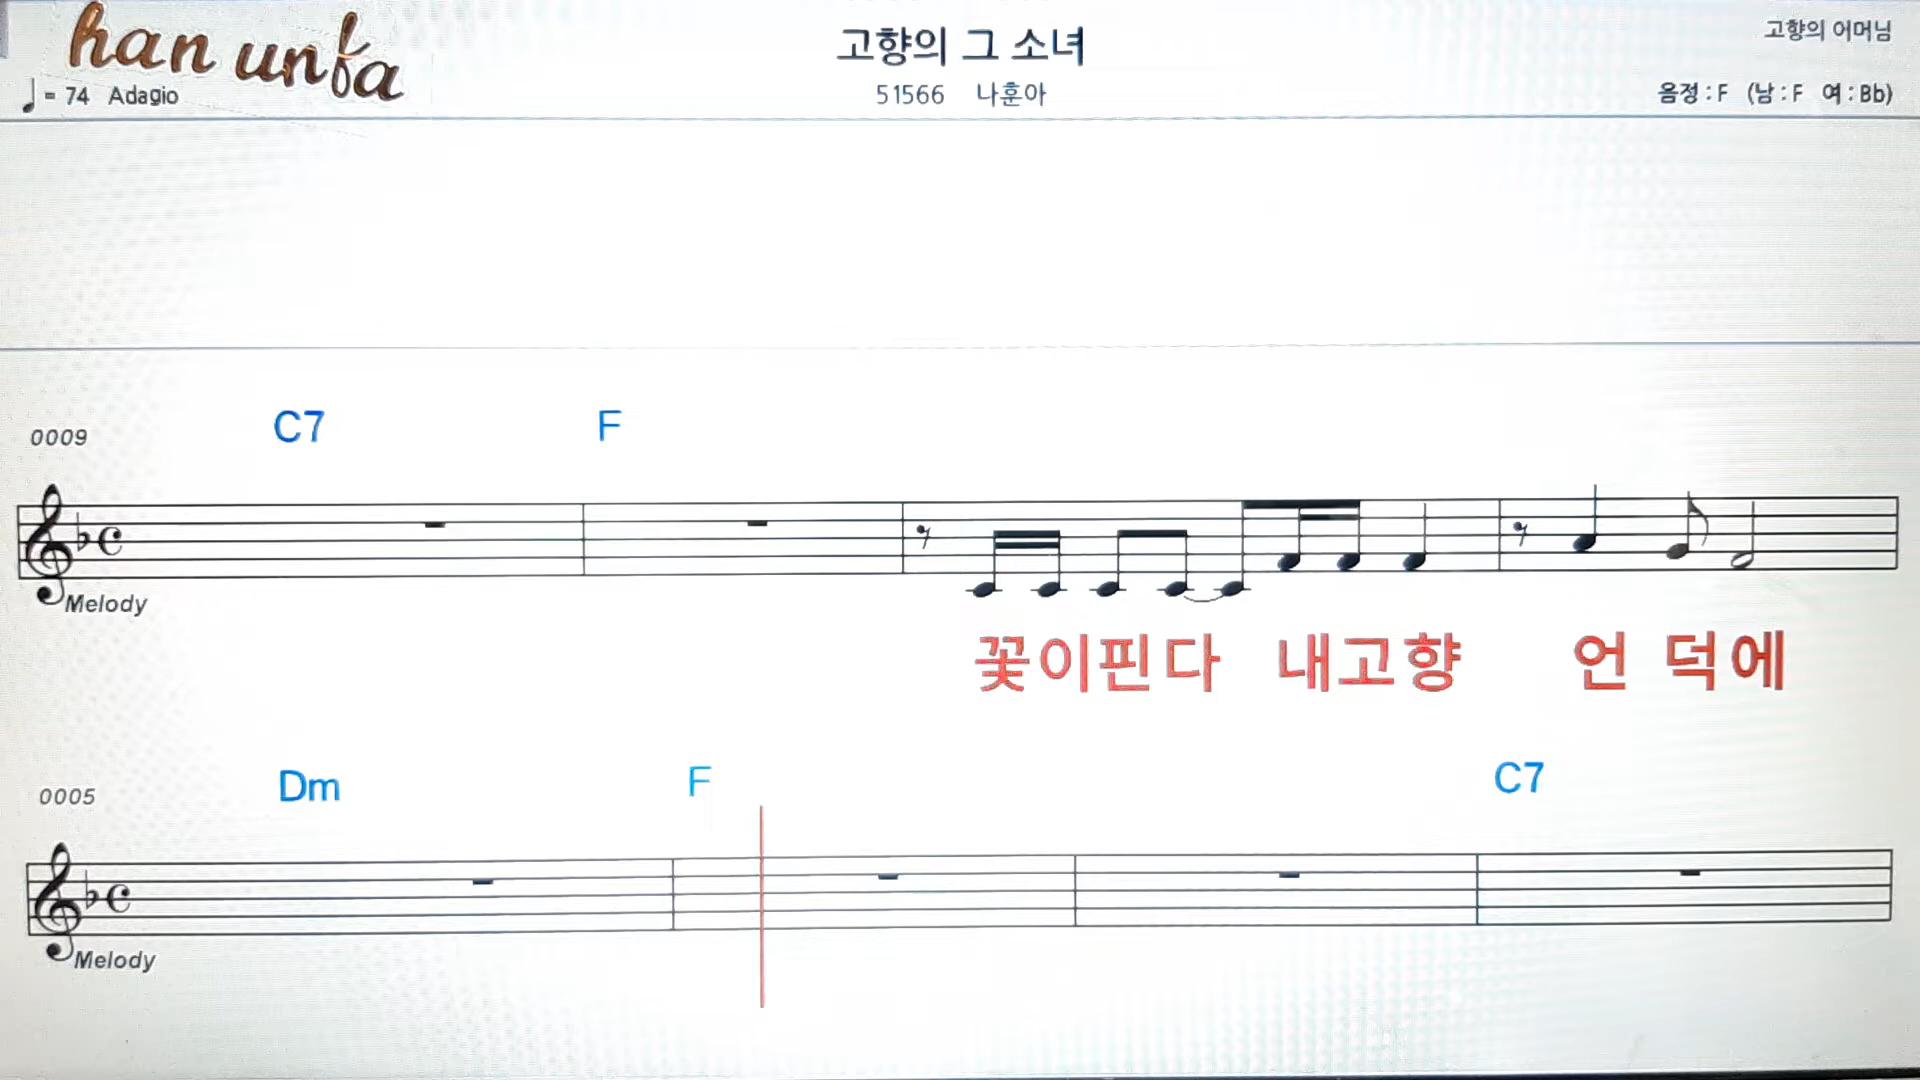 han unfa
고향의 그 소녀
고향의 어머님
= 74 Adagio
51566 나훈아
음정 : F (남 : F 여 : Bb)
C7 F
0009
Melody
꽃이핀다 내고향 언 덕에
Dm F C7
0005
Melody